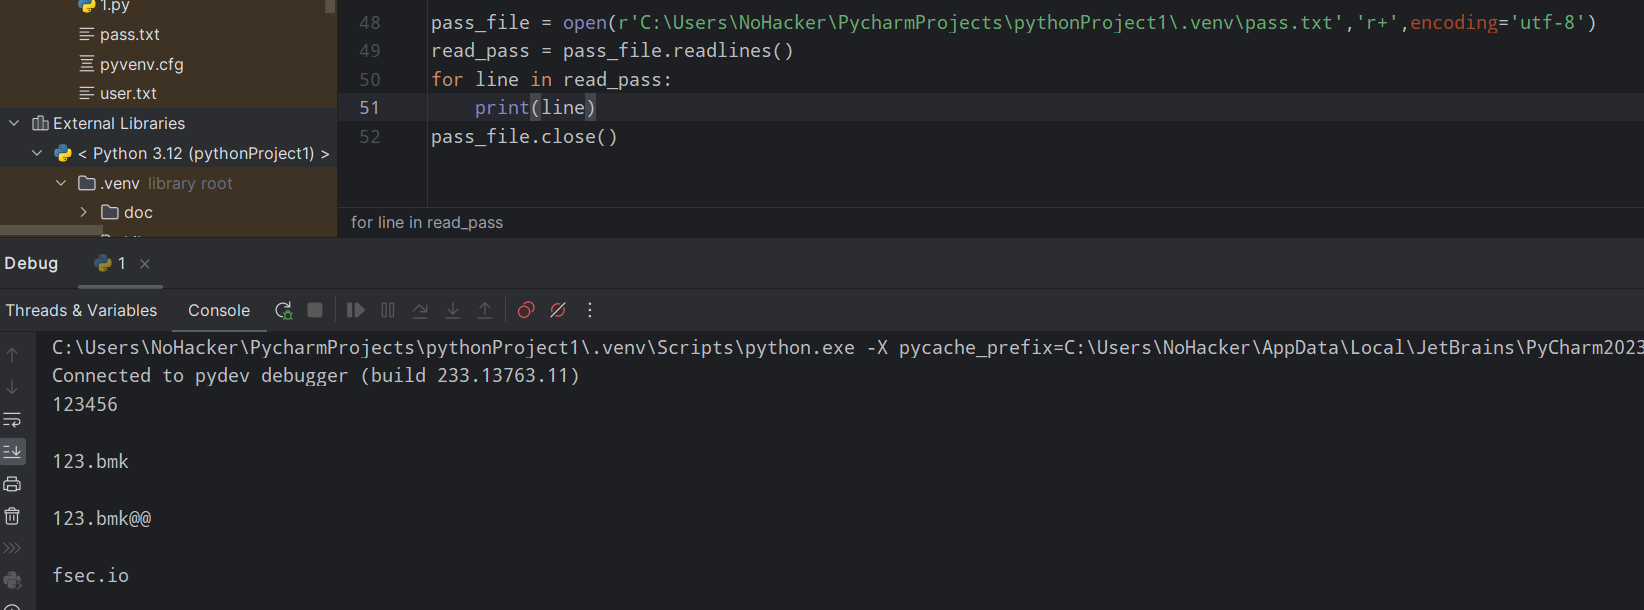 1.py
pass.txt
pyvenv.cfg
user.txt
External Libraries
< Python 3.12 (pythonProject1) >
.venv library root
doc
48 pass_file = open(r'C:\Users\NoHacker\PycharmProjects\pythonProject1\.venv\pass.txt','r+',encoding='utf-8')
49 read_pass = pass_file.readlines()
50 for line in read_pass:
51 print(line)
52 pass_file.close()
for line in read_pass
Debug
1
Threads & Variables
Console
C:\Users\NoHacker\PycharmProjects\pythonProject1\.venv\Scripts\python.exe -X pycache_prefix=C:\Users\NoHacker\AppData\Local\JetBrains\PyCharm2023
Connected to pydev debugger (build 233.13763.11)
123456
123.bmk
123.bmk@@
fsec.io